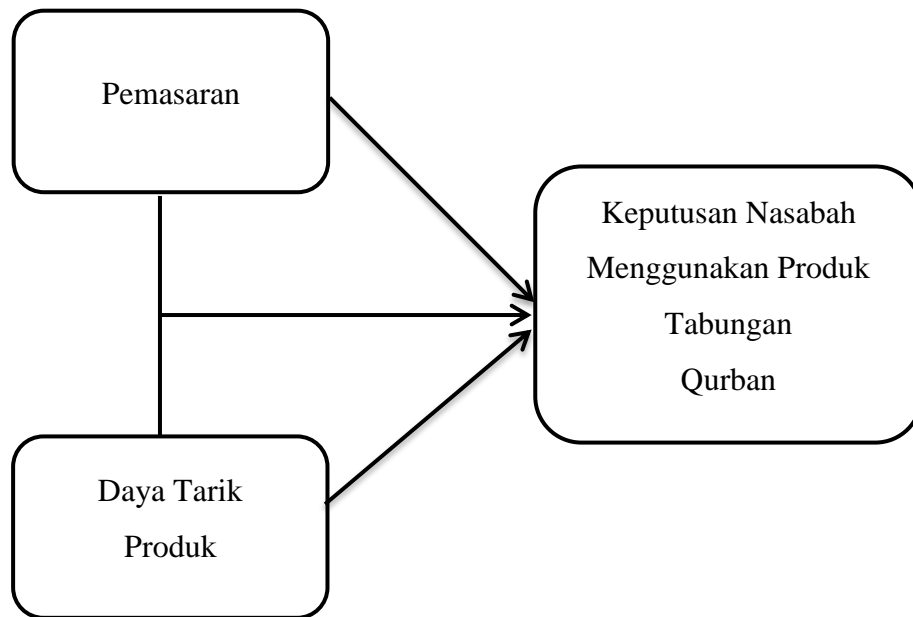 Pemasaran
Keputusan Nasabah
Menggunakan Produk
Tabungan
Qurban
Daya Tarik
Produk